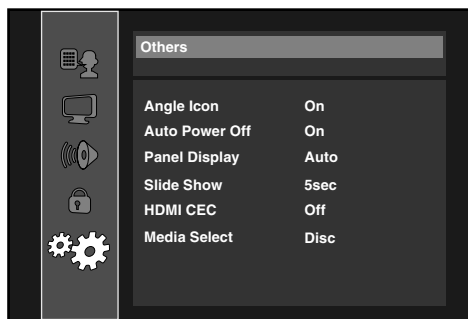 Others
Angle Icon On
Auto Power Off On
Panel Display Auto
Slide Show 5sec
HDMI CEC Off
Media Select Disc